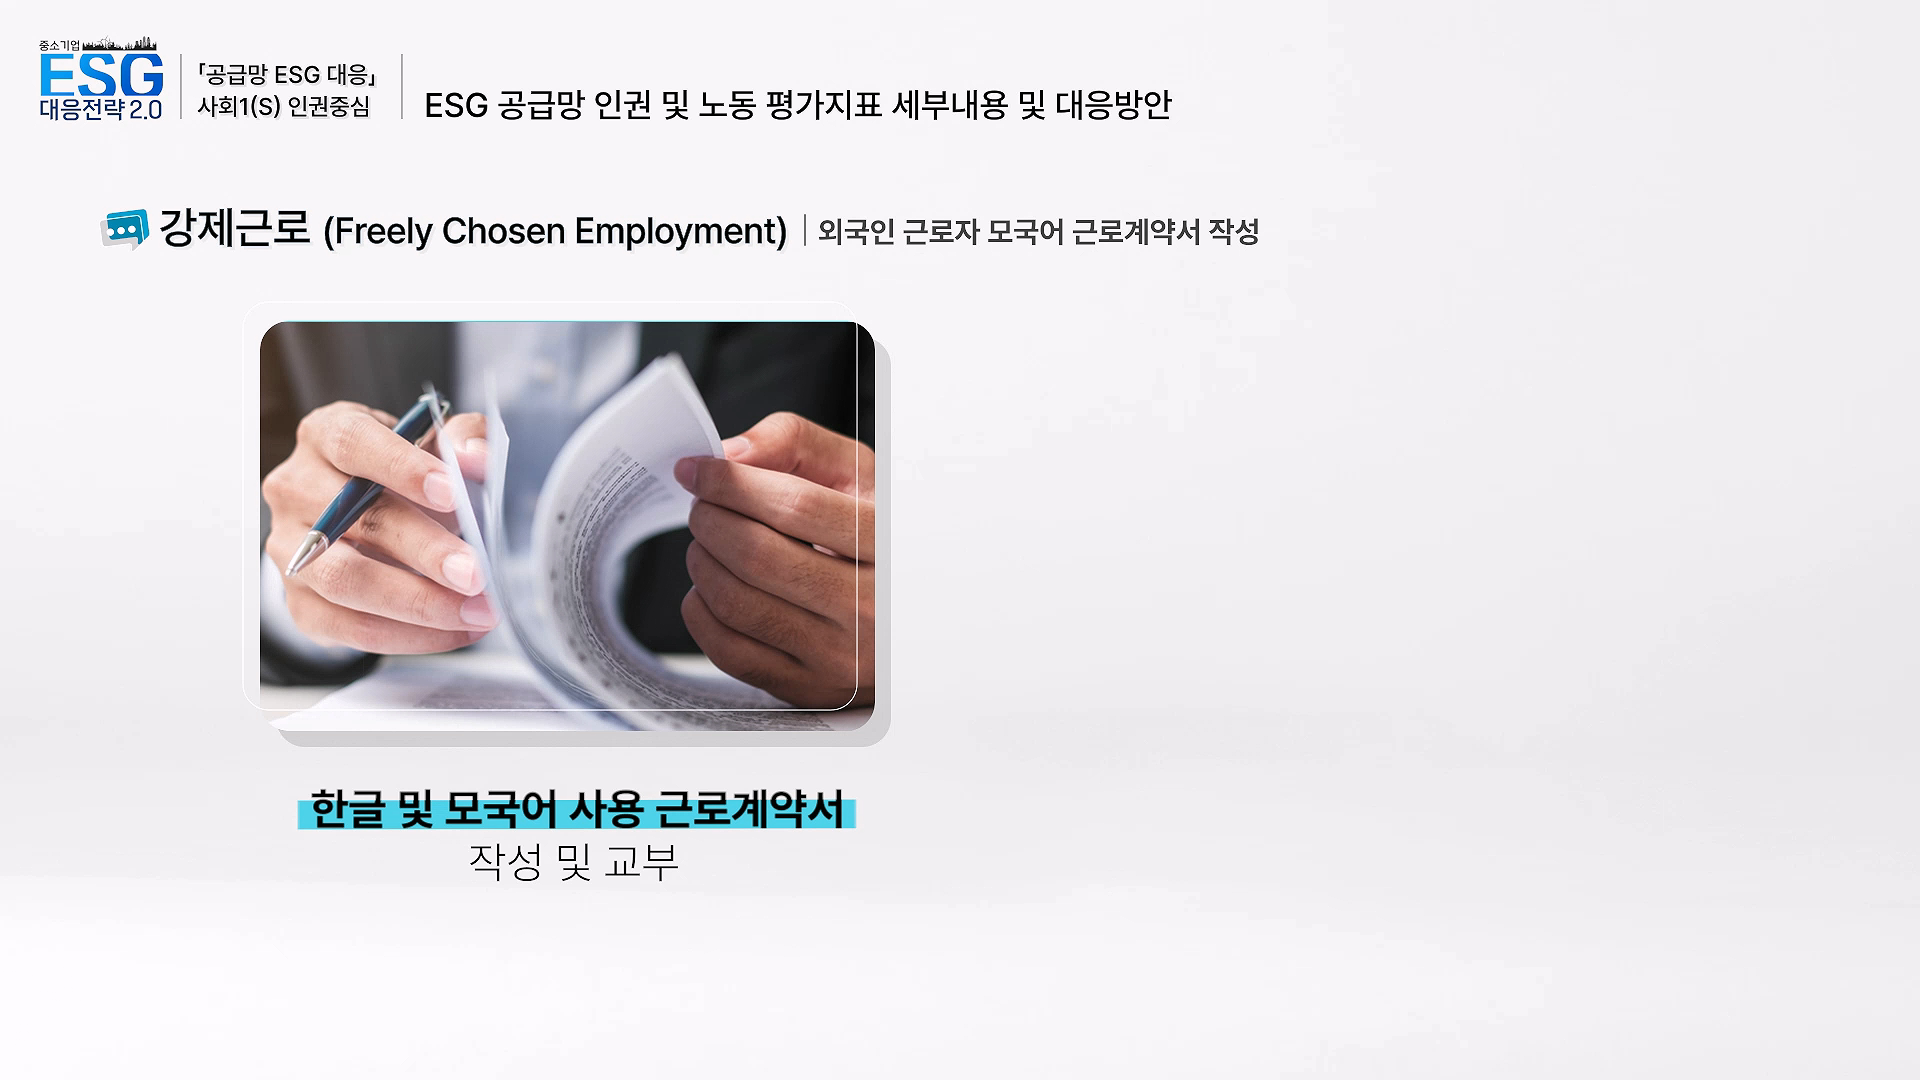 중소기업
ESG
대응전략 2.0
「공급망 ESG 대응」
사회1(S) 인권중심
ESG 공급망 인권 및 노동 평가지표 세부내용 및 대응방안
강제근로 (Freely Chosen Employment)
외국인 근로자 모국어 근로계약서 작성
한글 및 모국어 사용 근로계약서
작성 및 교부